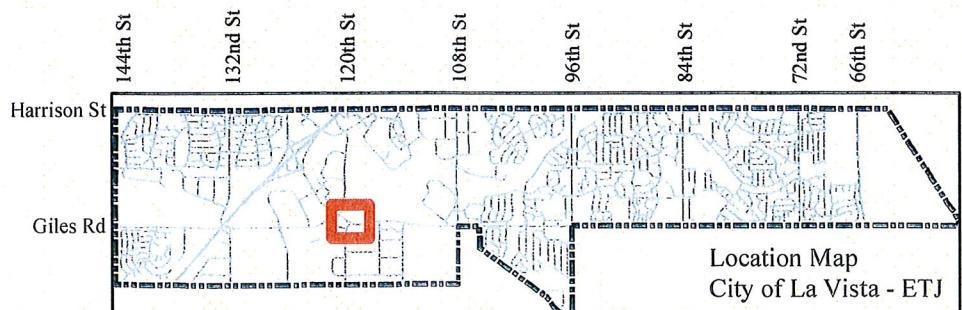 144th St
132nd St
120th St
108th St
96th St
84th St
72nd St
66th St
Harrison St
Giles Rd
Location Map
City of La Vista - ETJ